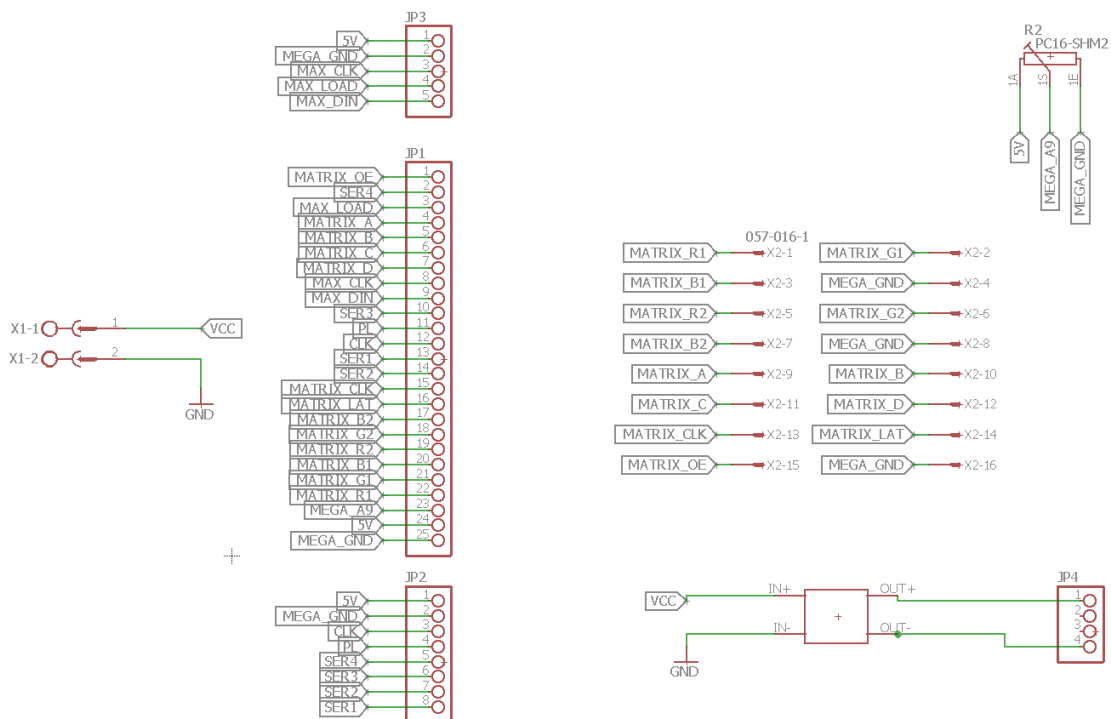 JP3
5V 1
MEGA_GND 2
MAX_CLK 3
MAX_LOAD 4
MAX_DIN 5
R2
PC16-SHM2
1A 1S 1E
5V MEGA_A9 MEGA_GND
JP1
MATRIX_OE 1
SER4 2
MAX_LOAD 3
MATRIX_A 4
MATRIX_B 5
MATRIX_C 6
MATRIX_D 7
MAX_CLK 8
MAX_DIN 9
SER3 10
PL 11
CLK 12
SER1 13
SER2 14
MATRIX_CLK 15
MATRIX_LAT 16
MATRIX_B2 17
MATRIX_G2 18
MATRIX_R2 19
MATRIX_B1 20
MATRIX_G1 21
MATRIX_R1 22
MEGA_A9 23
5V 24
MEGA_GND 25
X1-1 1 VCC
X1-2 2
GND
057-016-1
MATRIX_R1 X2-1 MATRIX_G1 X2-2
MATRIX_B1 X2-3 MEGA_GND X2-4
MATRIX_R2 X2-5 MATRIX_G2 X2-6
MATRIX_B2 X2-7 MEGA_GND X2-8
MATRIX_A X2-9 MATRIX_B X2-10
MATRIX_C X2-11 MATRIX_D X2-12
MATRIX_CLK X2-13 MATRIX_LAT X2-14
MATRIX_OE X2-15 MEGA_GND X2-16
JP2
5V 1
MEGA_GND 2
CLK 3
PL 4
SER4 5
SER3 6
SER2 7
SER1 8
JP4
VCC IN+ OUT+ 1
2
3
IN- OUT- 4
GND